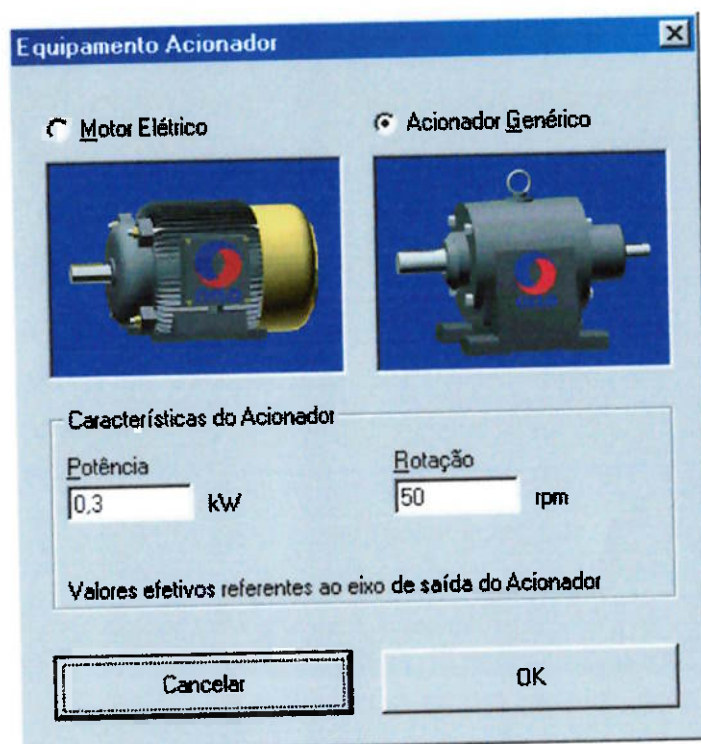 Equipamento Acionador
Motor Elétrico
Acionador Genérico
Características do Acionador
Potência
Rotação
0,3 kW
50 rpm
Valores efetivos referentes ao eixo de saída do Acionador
Cancelar
OK